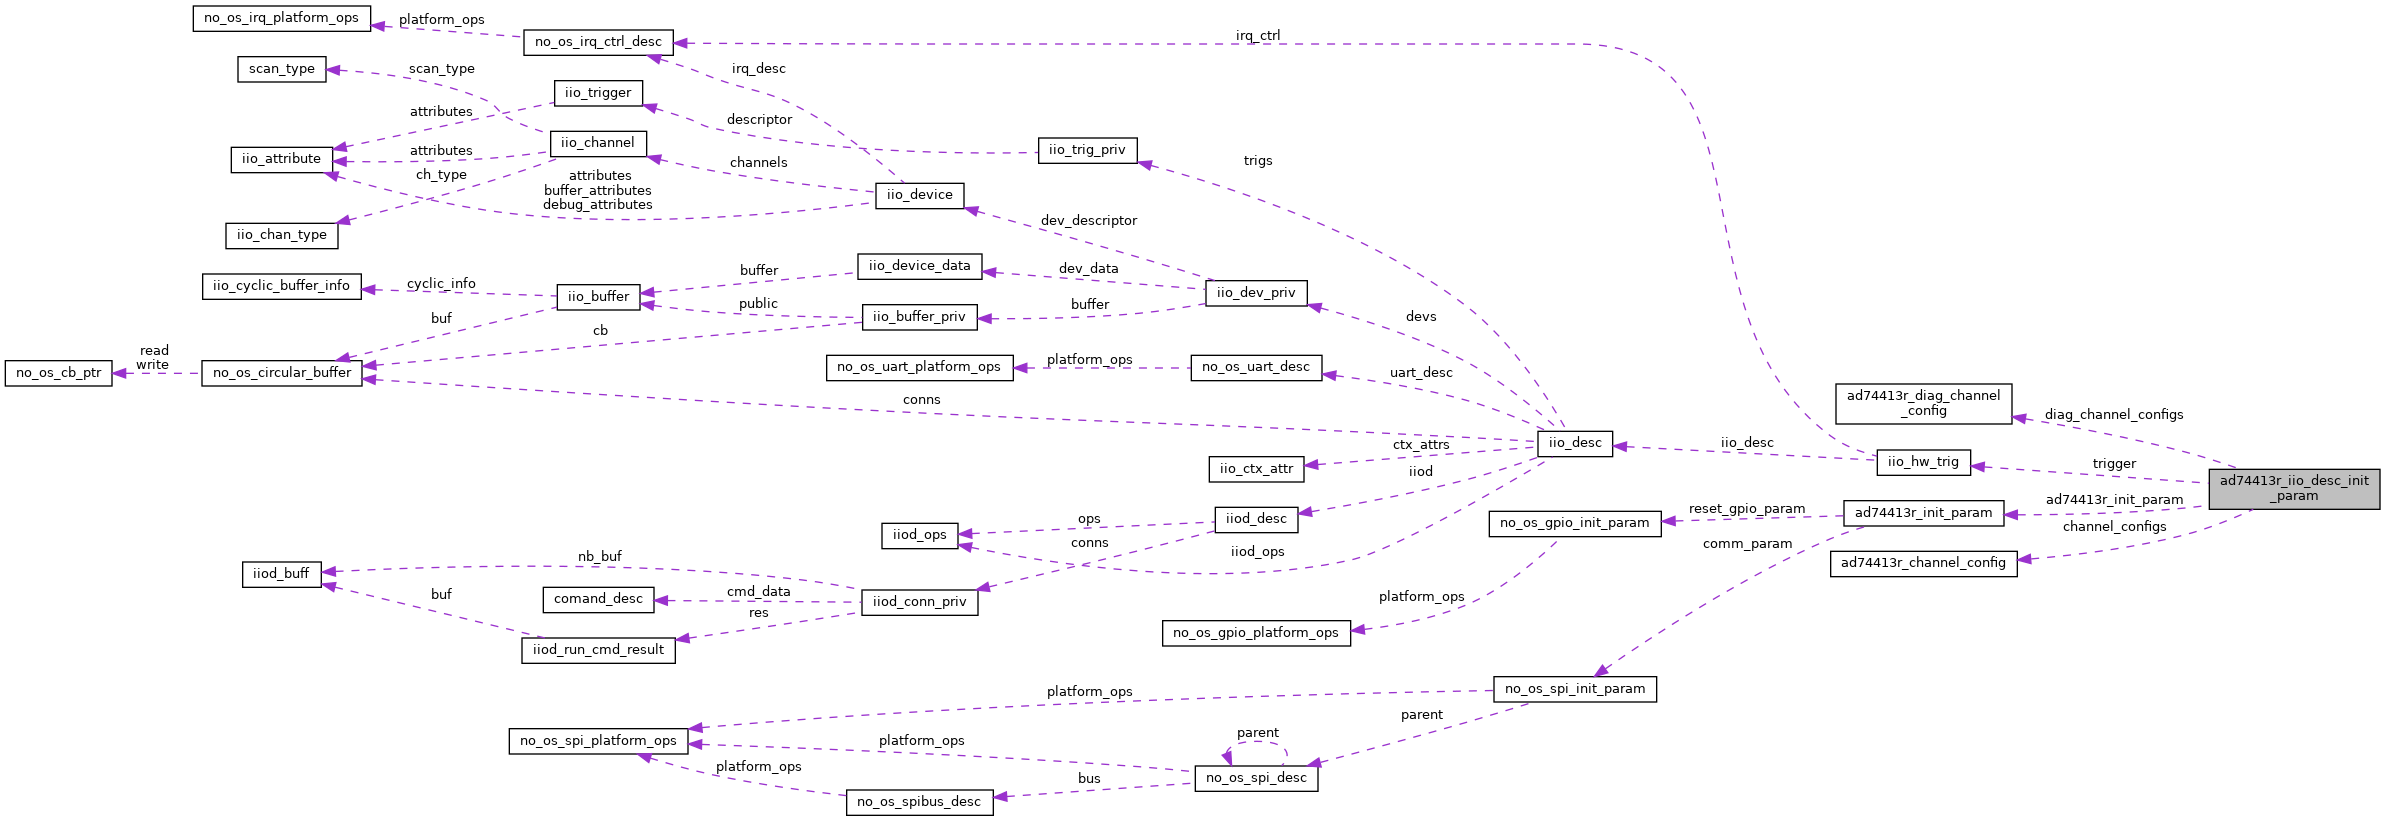 no_os_irq_platform_ops
platform_ops
no_os_irq_ctrl_desc
irq_ctrl
scan_type
scan_type
irq_desc
iio_trigger
attributes
descriptor
iio_channel
iio_trig_priv
iio_attribute
attributes
channels
trigs
ch_type
attributes
buffer_attributes
debug_attributes
iio_device
iio_chan_type
dev_descriptor
iio_device_data
buffer
dev_data
iio_cyclic_buffer_info
cyclic_info
iio_buffer
iio_dev_priv
public
buffer
iio_buffer_priv
buf
cb
devs
read
write
no_os_cb_ptr
no_os_circular_buffer
no_os_uart_platform_ops
platform_ops
no_os_uart_desc
uart_desc
conns
ad74413r_diag_channel
_config
diag_channel_configs
iio_desc
ctx_attrs
iio_desc
iio_ctx_attr
iiod
iio_hw_trig
trigger
ad74413r_iio_desc_init
_param
iiod_desc
ops
iiod_ops
conns
iiod_ops
no_os_gpio_init_param
reset_gpio_param
ad74413r_init_param
ad74413r_init_param
channel_configs
comm_param
ad74413r_channel_config
nb_buf
iiod_buff
comand_desc
cmd_data
iiod_conn_priv
buf
res
iiod_run_cmd_result
platform_ops
no_os_gpio_platform_ops
platform_ops
no_os_spi_init_param
parent
no_os_spi_platform_ops
platform_ops
parent
platform_ops
bus
no_os_spi_desc
no_os_spibus_desc